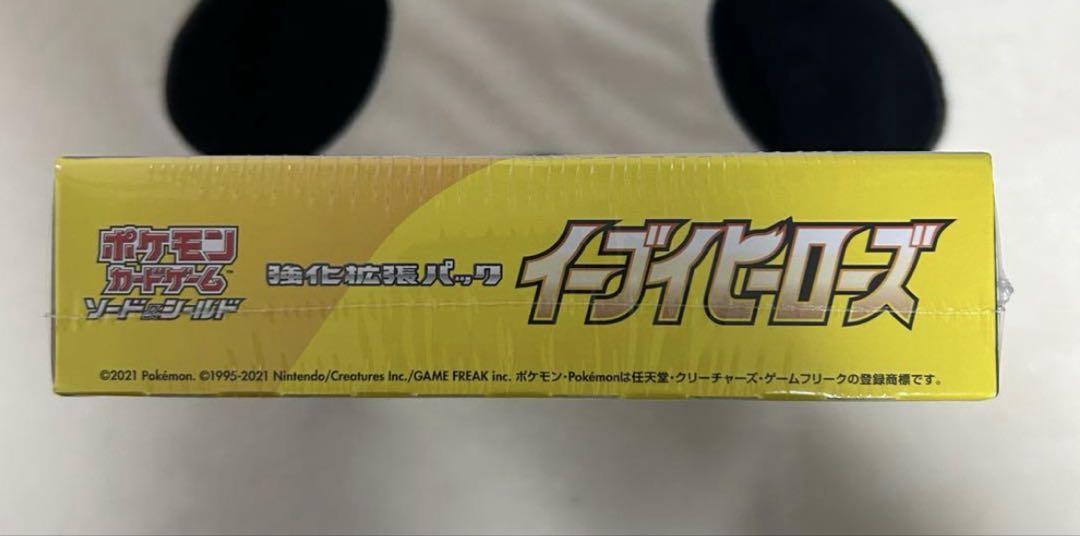 ポケモン
カードゲーム™
ソード&シールド
強化拡張パック
イーブイヒーローズ
©2021 Pokémon. ©1995-2021 Nintendo/Creatures Inc./GAME FREAK inc. ポケモン・Pokémonは任天堂・クリーチャーズ・ゲームフリークの登録商標です。